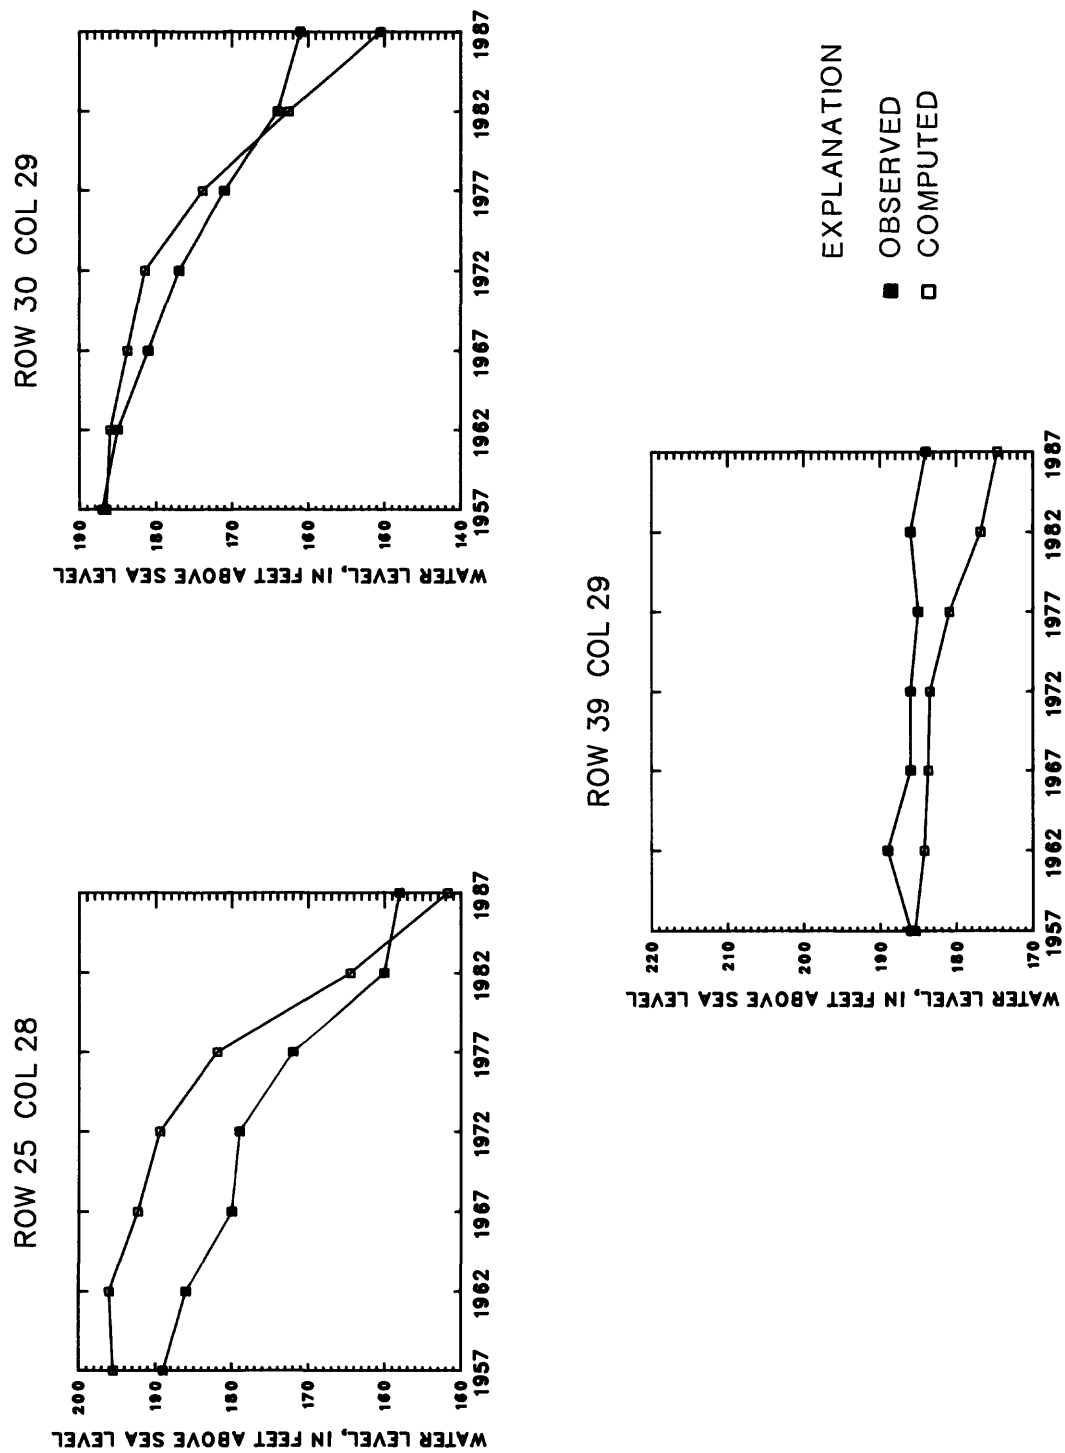 ROW 25 COL 28
WATER LEVEL, IN FEET ABOVE SEA LEVEL
200
190
180
170
160
150
1957 1962 1967 1972 1977 1982 1987
ROW 30 COL 29
WATER LEVEL, IN FEET ABOVE SEA LEVEL
190
180
170
160
150
140
1957 1962 1967 1972 1977 1982 1987
ROW 39 COL 29
WATER LEVEL, IN FEET ABOVE SEA LEVEL
220
210
200
190
180
170
1957 1962 1967 1972 1977 1982 1987
EXPLANATION
OBSERVED
COMPUTED